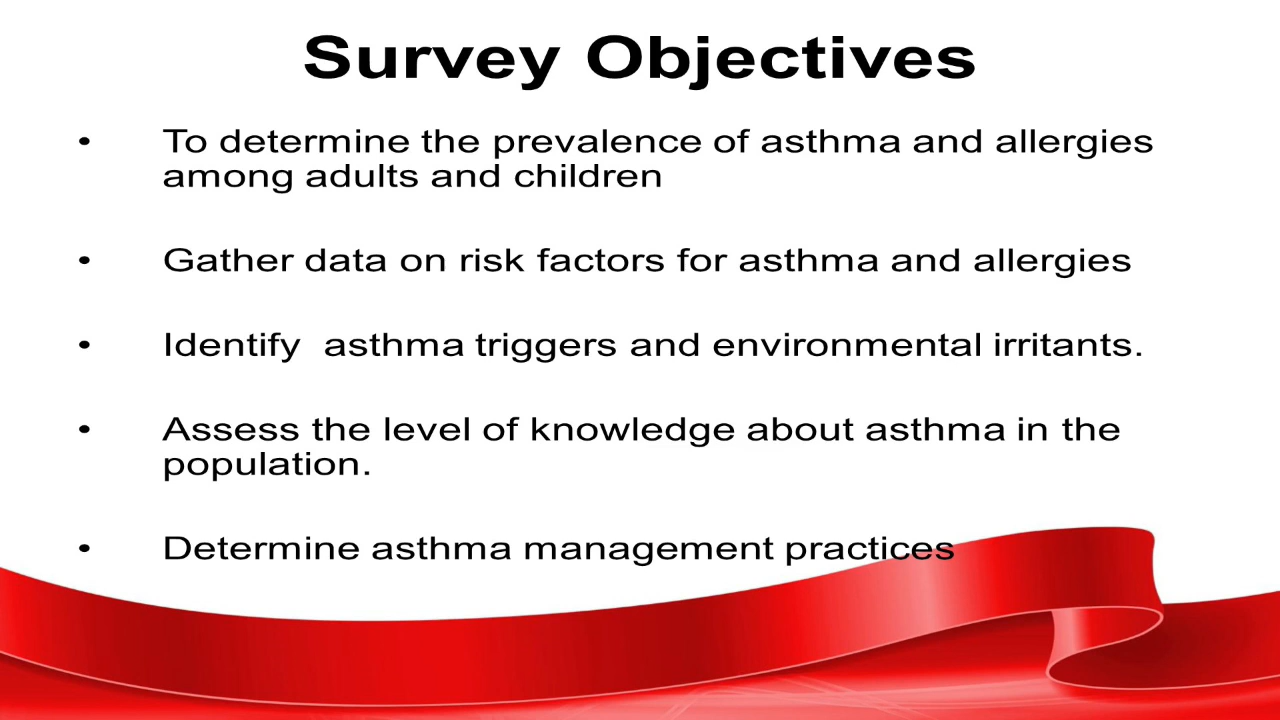 Survey Objectives
• To determine the prevalence of asthma and allergies
among adults and children
• Gather data on risk factors for asthma and allergies
• Identify  asthma triggers and environmental irritants.
• Assess the level of knowledge about asthma in the
population.
• Determine asthma management practices